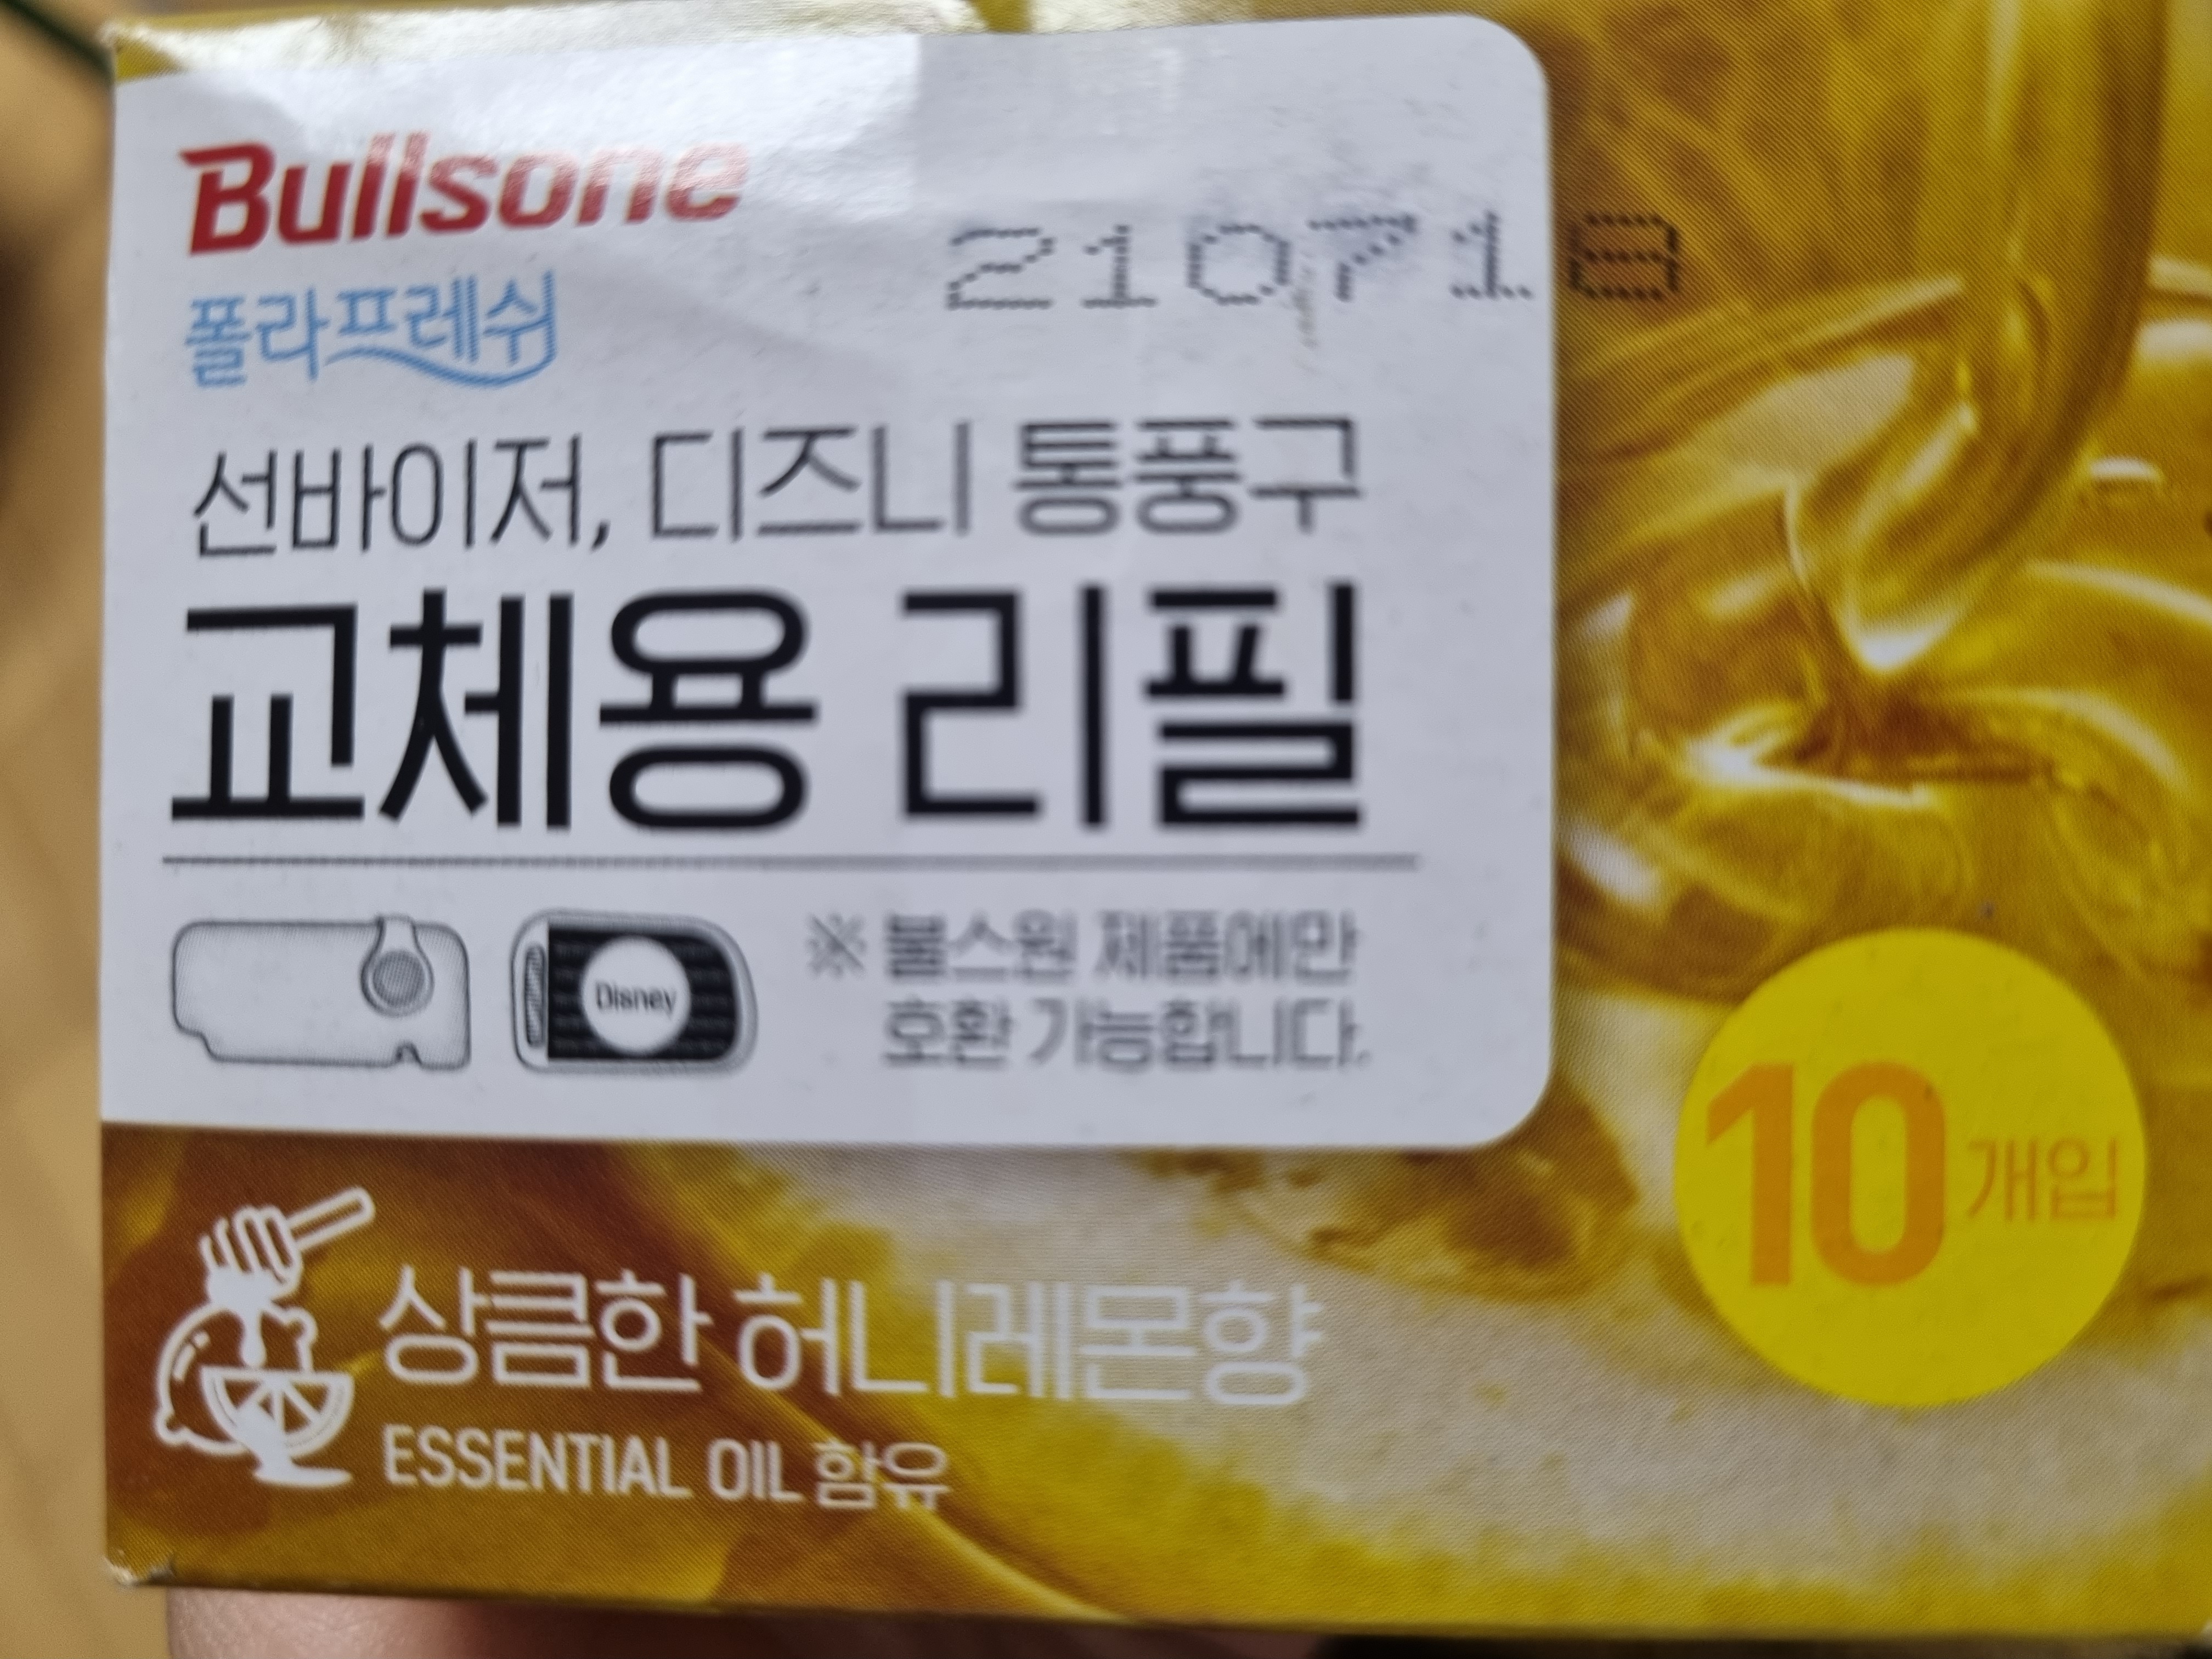 Bullsone
폴라프레쉬
21071B
선바이저, 디즈니 통풍구
교체용 리필
Disney
※ 불스원 제품에만
호환 가능합니다.
10개입
상큼한 허니레몬향
ESSENTIAL OIL 함유